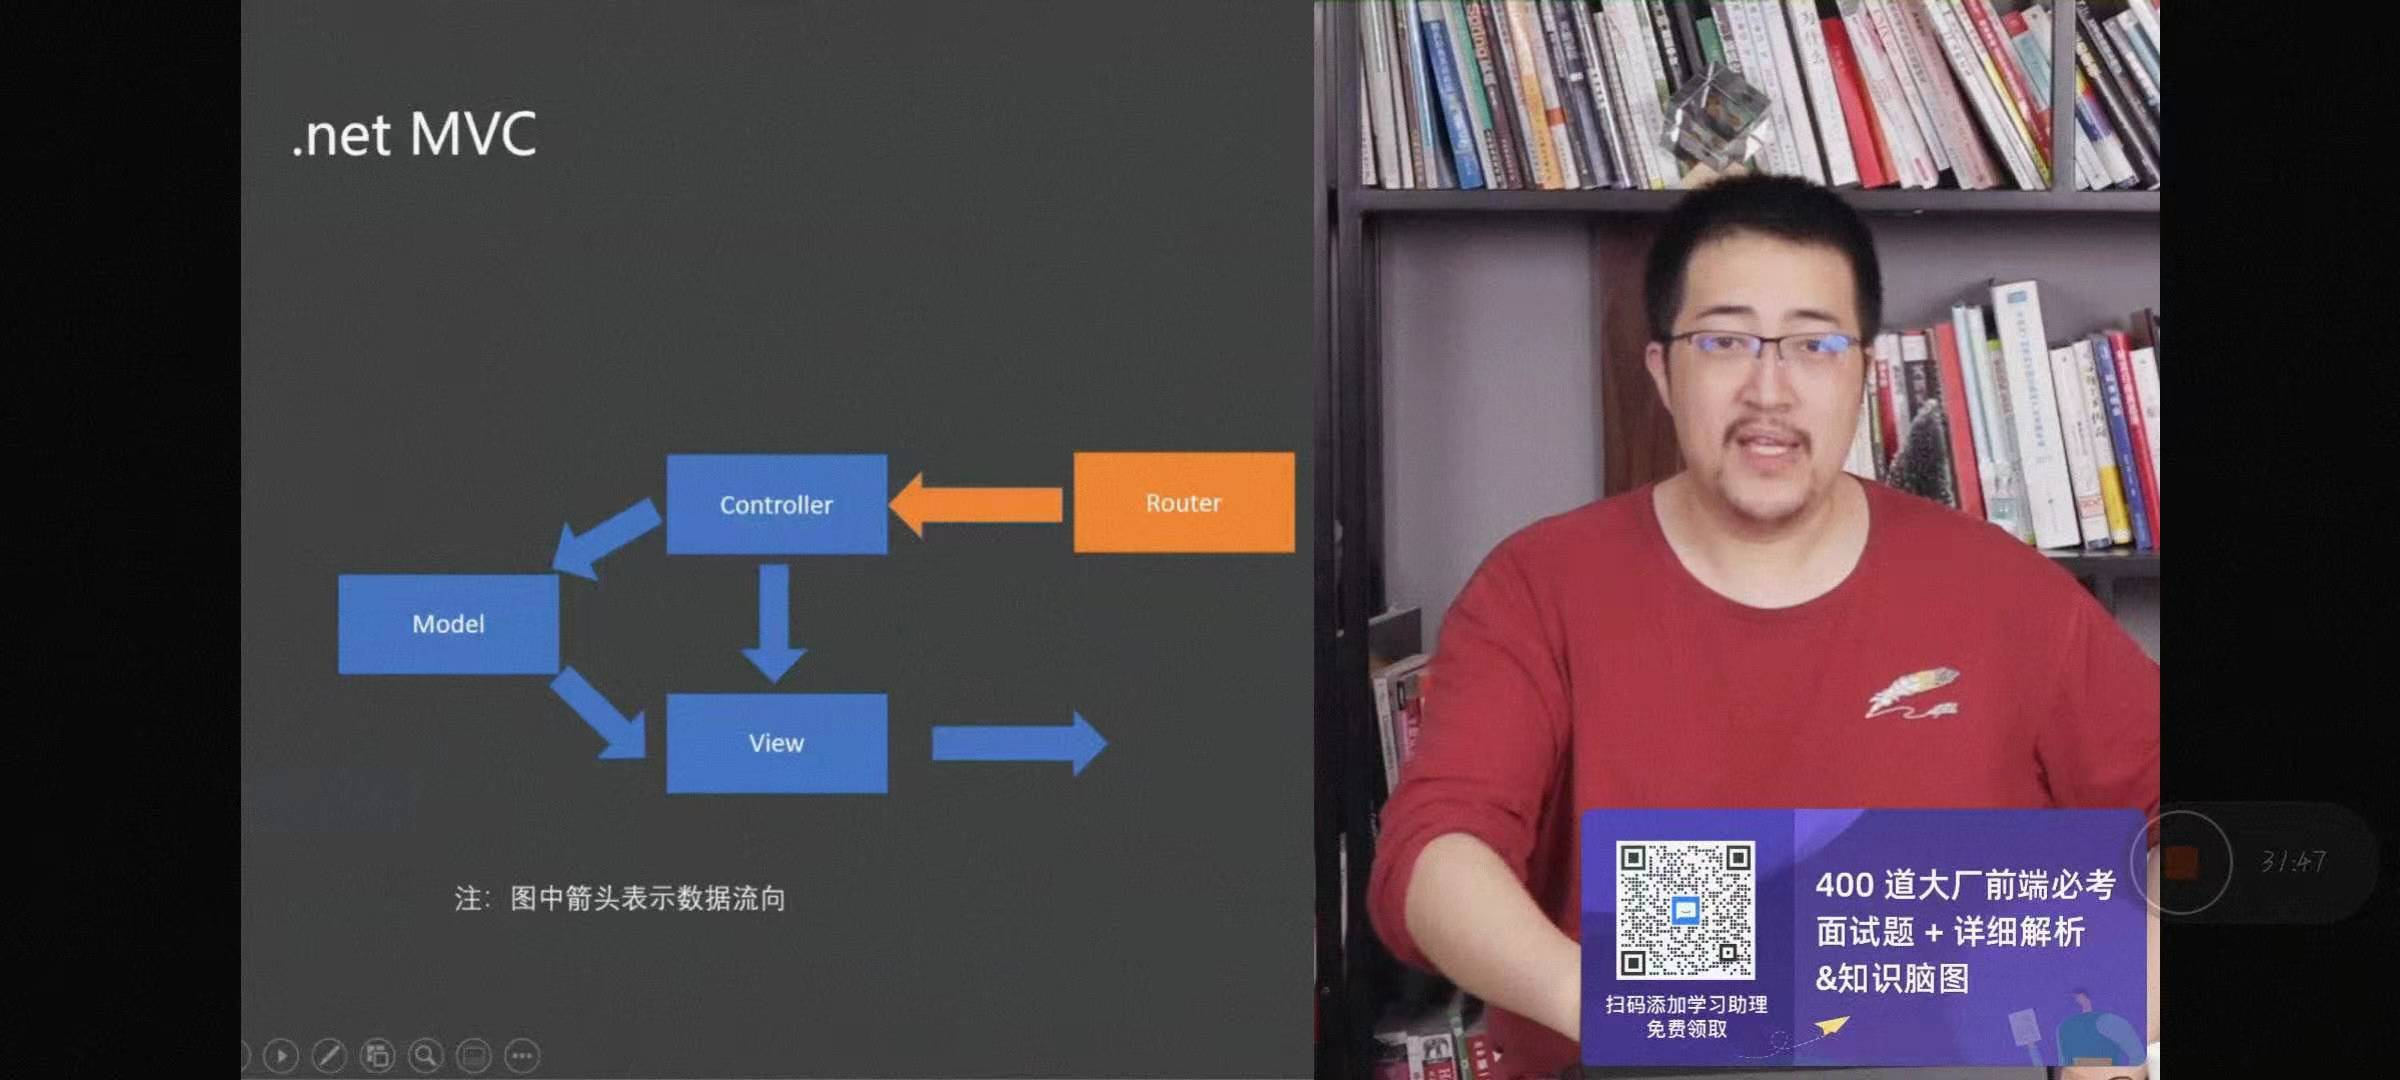 .net MVC
Controller
Router
Model
View
注：图中箭头表示数据流向
400 道大厂前端必考
面试题 + 详细解析
&知识脑图
扫码添加学习助理
免费领取
31:47